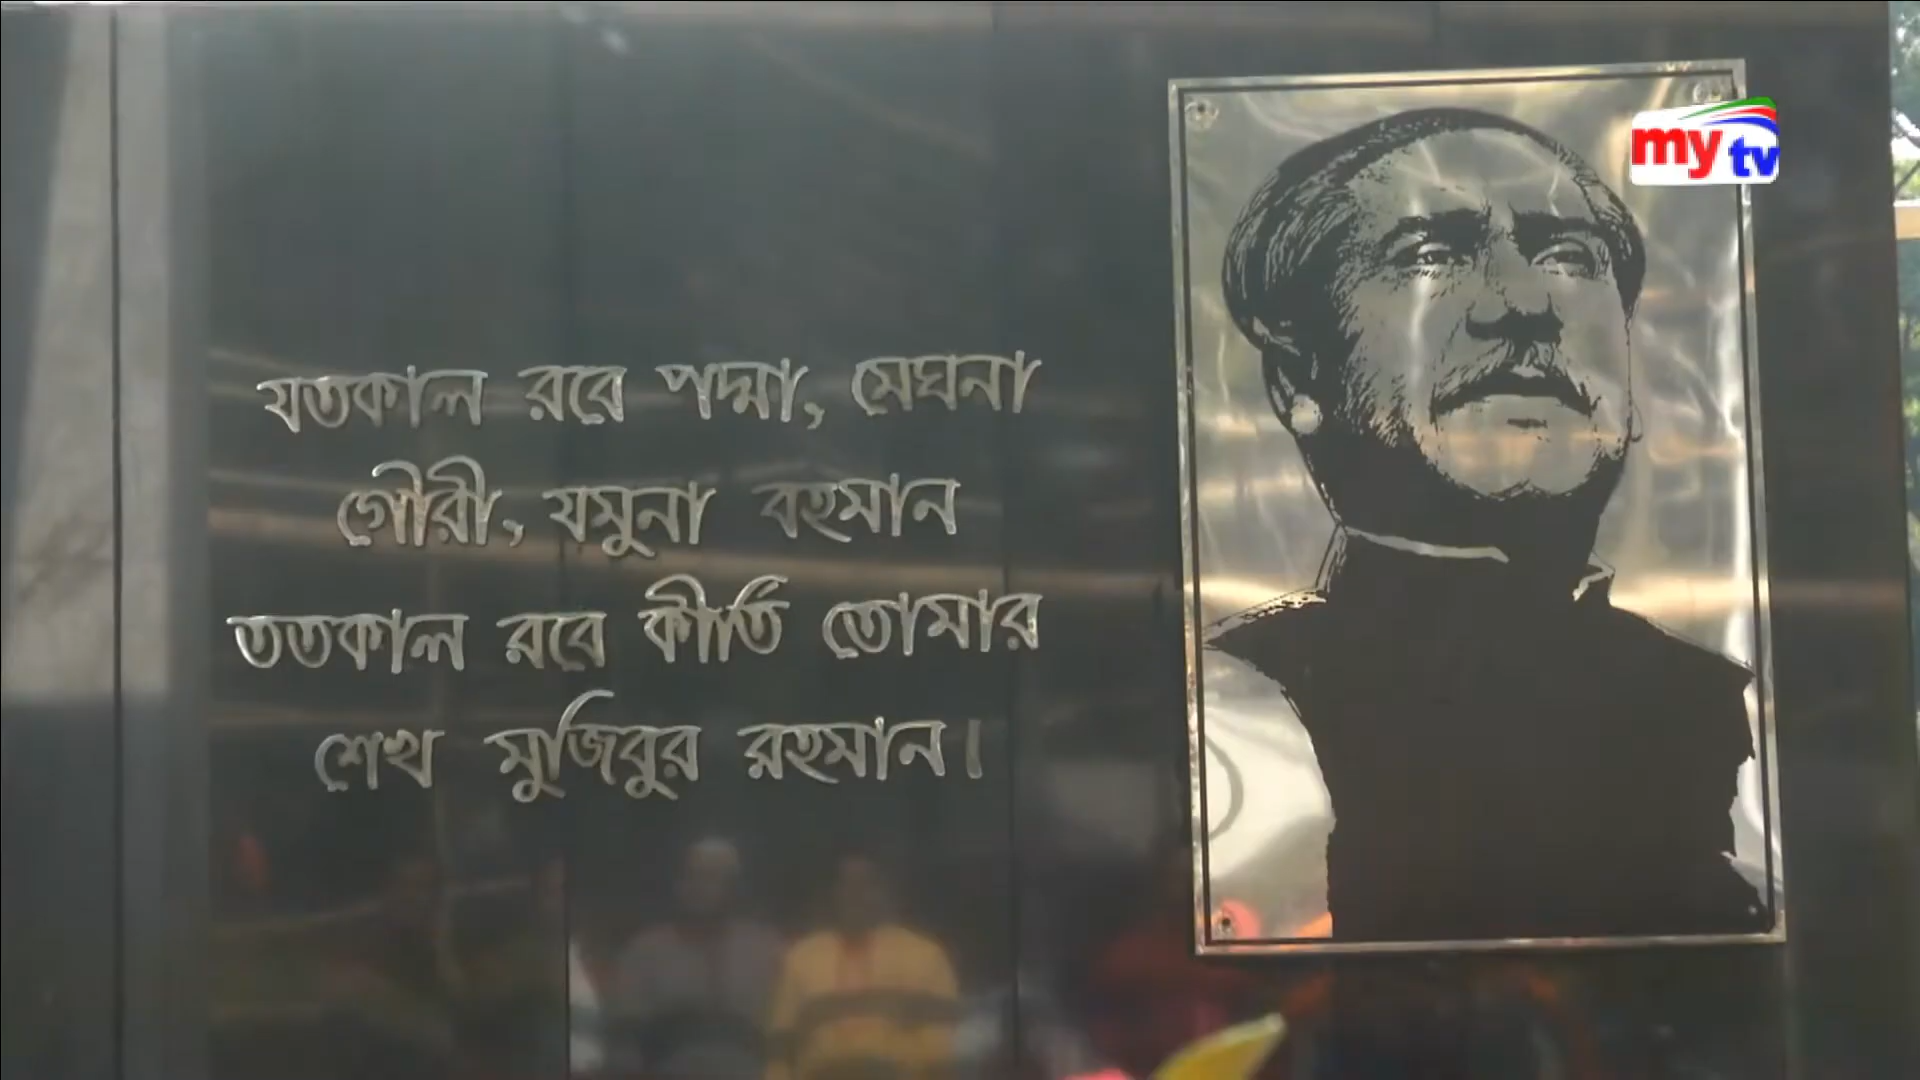 যতকাল রবে পদ্মা, মেঘনা
গৌরী, যমুনা বহমান
ততকাল রবে কীর্তি তোমার
শেখ মুজিবুর রহমান।
my tv